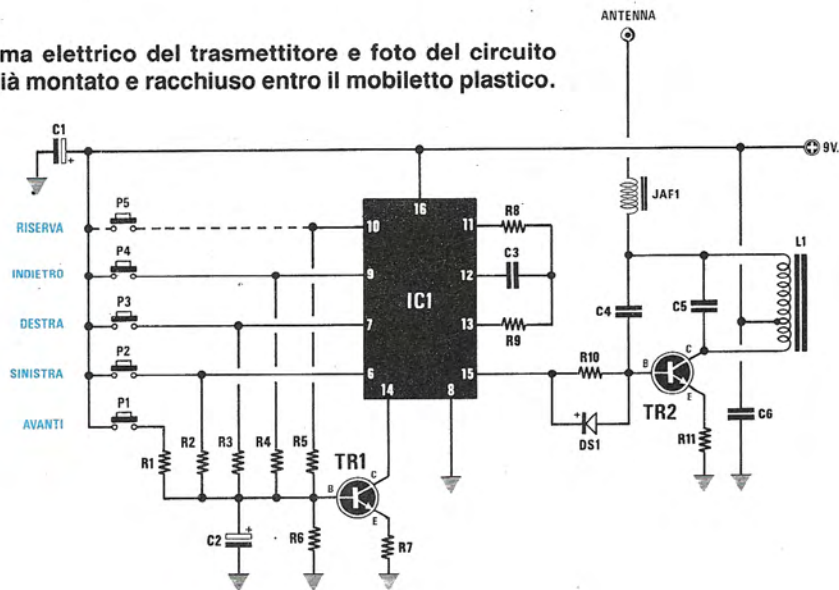 ANTENNA
ma elettrico del trasmettitore e foto del circuito
ià montato e racchiuso entro il mobiletto plastico.
C1
+
9V.
P5
RISERVA
P4
INDIETRO
P3
DESTRA
P2
SINISTRA
P1
AVANTI
16
10
9
7
6
14
8
11
12
13
15
IC1
R8
C3
R9
JAF1
L1
C4
C5
R10
+
DS1
B
C
E
TR2
R11
C6
R1
R2
R3
R4
R5
TR1
B
C
E
C2
+
R6
R7